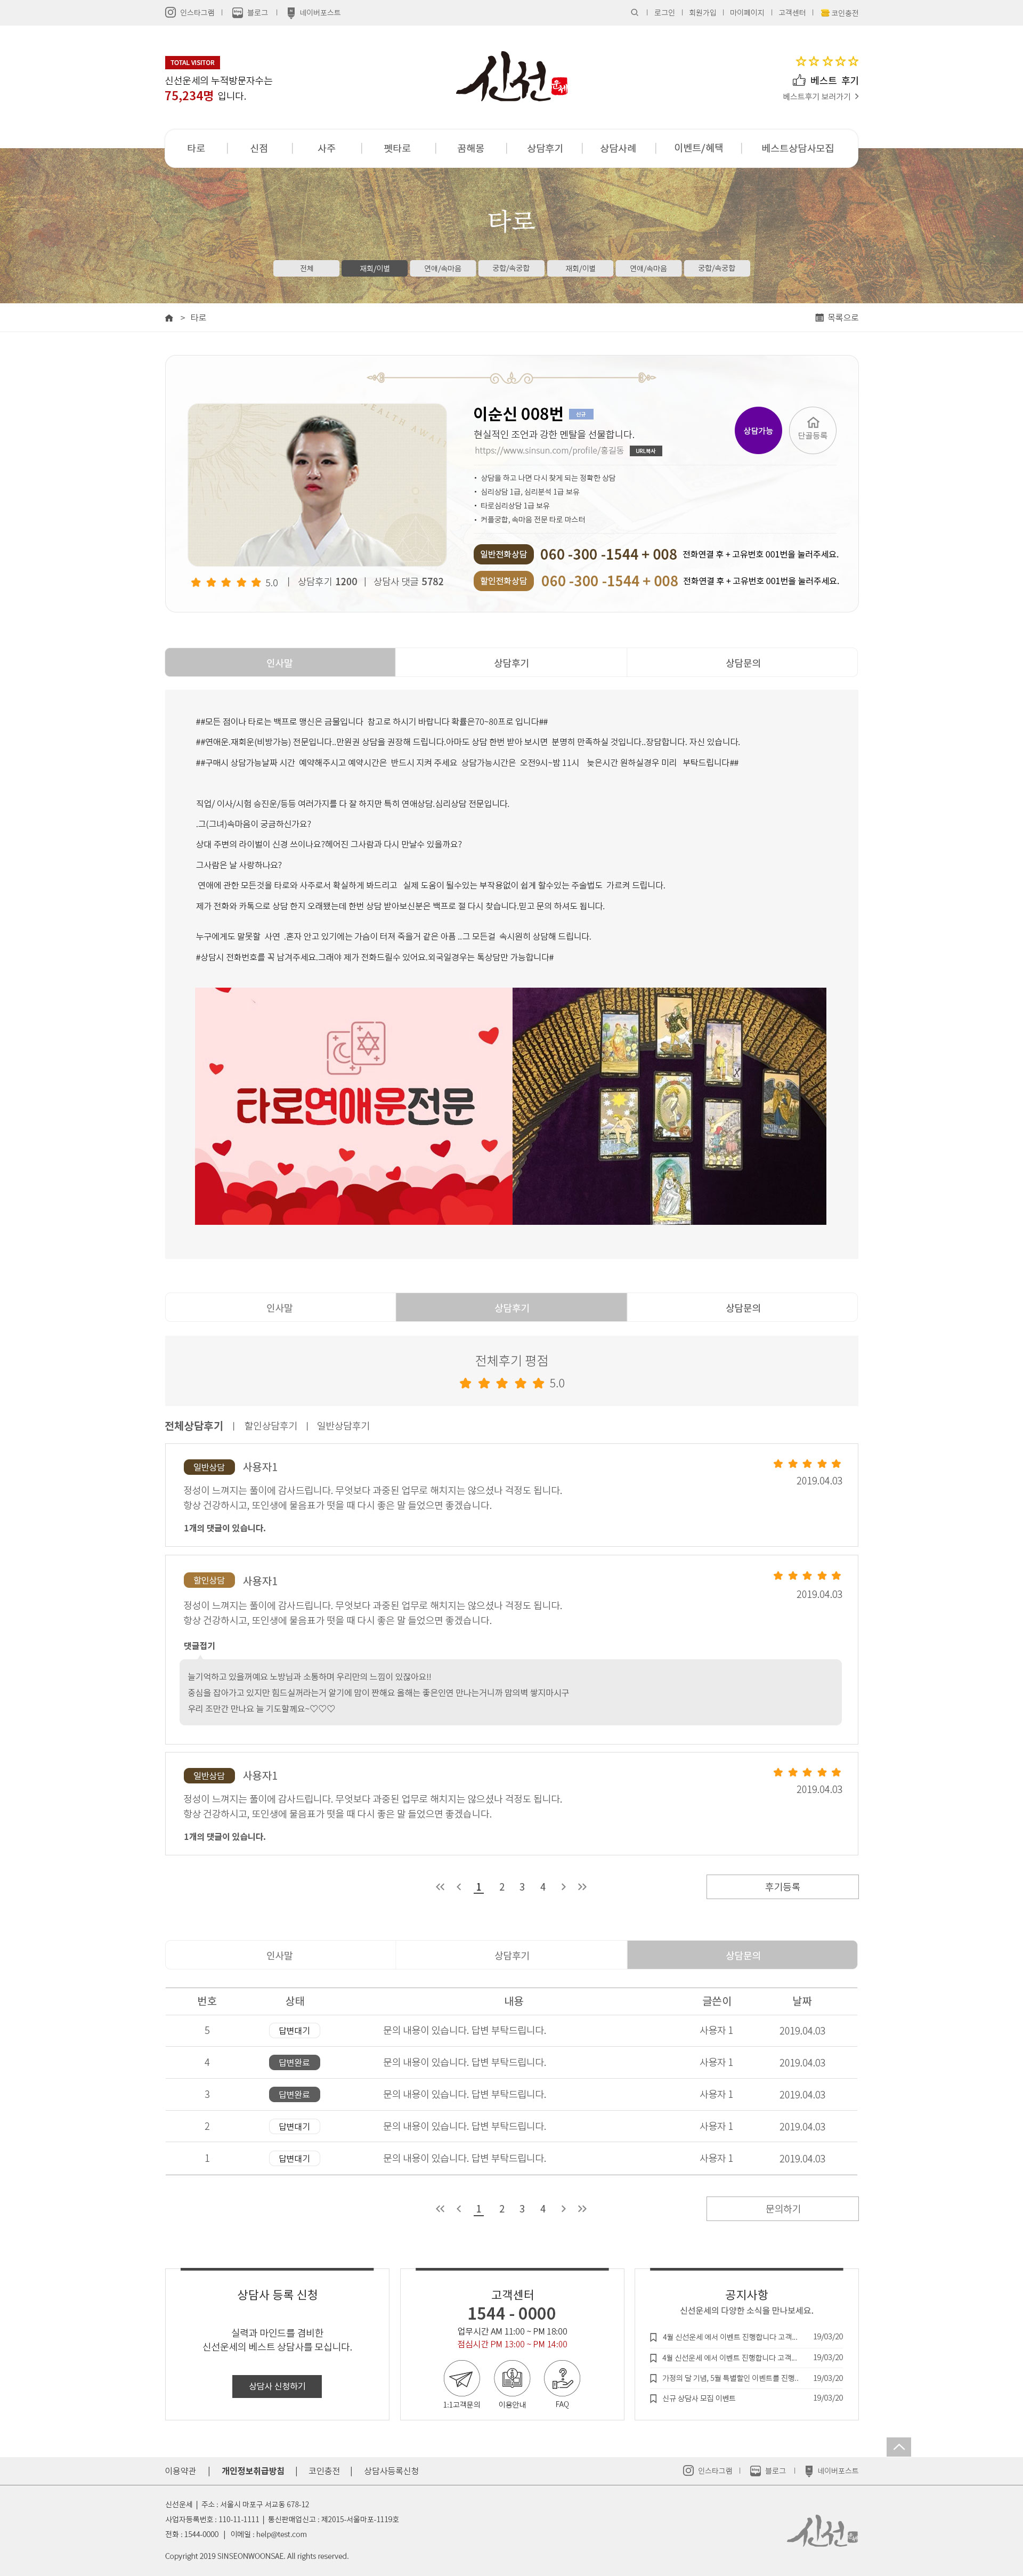 인스타그램 | 블로그 | 네이버포스트
| 로그인 | 회원가입 | 마이페이지 | 고객센터 | 코인충전
TOTAL VISITOR
신선운세의 누적방문자수는
75,234명 입니다.
신선 운세
베스트 후기
베스트후기 보러가기 >
타로 | 신점 | 사주 | 펫타로 | 꿈해몽 | 상담후기 | 상담사례 | 이벤트/혜택 | 베스트상담사모집
타로
전체 재회/이별 연애/속마음 궁합/속궁합 재회/이별 연애/속마음 궁합/속궁합
> 타로
목록으로
이순신 008번 신규
현실적인 조언과 강한 멘탈을 선물합니다.
https://www.sinsun.com/profile/홍길동 URL복사
상담가능
단골등록
• 상담을 하고 나면 다시 찾게 되는 정확한 상담
• 심리상담 1급, 심리분석 1급 보유
• 타로심리상담 1급 보유
• 커플궁합, 속마음 전문 타로 마스터
일반전화상담 060 -300 -1544 + 008 전화연결 후 + 고유번호 001번을 눌러주세요.
할인전화상담 060 -300 -1544 + 008 전화연결 후 + 고유번호 001번을 눌러주세요.
5.0 | 상담후기 1200 | 상담사 댓글 5782
인사말 상담후기 상담문의
##모든 점이나 타로는 백프로 맹신은 금물입니다 참고로 하시기 바랍니다 확률은70~80프로 입니다##
##연애운.재회운(비방가능) 전문입니다..만원권 상담을 권장해 드립니다.아마도 상담 한번 받아 보시면 분명히 만족하실 것입니다..장담합니다. 자신 있습니다.
##구매시 상담가능날짜 시간 예약해주시고 예약시간은 반드시 지켜 주세요 상담가능시간은 오전9시~밤 11시 늦은시간 원하실경우 미리 부탁드립니다##
직업/ 이사/시험 승진운/등등 여러가지를 다 잘 하지만 특히 연애상담.심리상담 전문입니다.
.그(그녀)속마음이 궁금하신가요?
상대 주변의 라이벌이 신경 쓰이나요?헤어진 그사람과 다시 만날수 있을까요?
그사람은 날 사랑하나요?
연애에 관한 모든것을 타로와 사주로서 확실하게 봐드리고 실제 도움이 될수있는 부작용없이 쉽게 할수있는 주술법도 가르켜 드립니다.
제가 전화와 카톡으로 상담 한지 오래됐는데 한번 상담 받아보신분은 백프로 절 다시 찾습니다.믿고 문의 하셔도 됩니다.
누구에게도 말못할 사연 .혼자 안고 있기에는 가슴이 터져 죽을거 같은 아픔 ..그 모든걸 속시원히 상담해 드립니다.
#상담시 전화번호를 꼭 남겨주세요.그래야 제가 전화드릴수 있어요.외국일경우는 톡상담만 가능합니다#
타로연애운전문
인사말 상담후기 상담문의
전체후기 평점
5.0
전체상담후기 | 할인상담후기 | 일반상담후기
일반상담 사용자1
2019.04.03
정성이 느껴지는 풀이에 감사드립니다. 무엇보다 과중된 업무로 해치지는 않으셨나 걱정도 됩니다.
항상 건강하시고, 또인생에 물음표가 떳을 때 다시 좋은 말 들었으면 좋겠습니다.
1개의 댓글이 있습니다.
할인상담 사용자1
2019.04.03
정성이 느껴지는 풀이에 감사드립니다. 무엇보다 과중된 업무로 해치지는 않으셨나 걱정도 됩니다.
항상 건강하시고, 또인생에 물음표가 떳을 때 다시 좋은 말 들었으면 좋겠습니다.
댓글접기
늘기억하고 있을꺼예요 노방님과 소통하며 우리만의 느낌이 있잖아요!!
중심을 잡아가고 있지만 힘드실꺼라는거 알기에 맘이 짠해요 올해는 좋은인연 만나는거니까 맘의벽 쌓지마시구
우리 조만간 만나요 늘 기도할께요~♡♡♡
일반상담 사용자1
2019.04.03
정성이 느껴지는 풀이에 감사드립니다. 무엇보다 과중된 업무로 해치지는 않으셨나 걱정도 됩니다.
항상 건강하시고, 또인생에 물음표가 떳을 때 다시 좋은 말 들었으면 좋겠습니다.
1개의 댓글이 있습니다.
1 2 3 4
후기등록
인사말 상담후기 상담문의
번호 상태 내용 글쓴이 날짜
5 답변대기 문의 내용이 있습니다. 답변 부탁드립니다. 사용자 1 2019.04.03
4 답변완료 문의 내용이 있습니다. 답변 부탁드립니다. 사용자 1 2019.04.03
3 답변완료 문의 내용이 있습니다. 답변 부탁드립니다. 사용자 1 2019.04.03
2 답변대기 문의 내용이 있습니다. 답변 부탁드립니다. 사용자 1 2019.04.03
1 답변대기 문의 내용이 있습니다. 답변 부탁드립니다. 사용자 1 2019.04.03
1 2 3 4
문의하기
상담사 등록 신청
실력과 마인드를 겸비한
신선운세의 베스트 상담사를 모십니다.
상담사 신청하기
고객센터
1544 - 0000
업무시간 AM 11:00 ~ PM 18:00
점심시간 PM 13:00 ~ PM 14:00
1:1고객문의 이용안내 FAQ
공지사항
신선운세의 다양한 소식을 만나보세요.
4월 신선운세 에서 이벤트 진행합니다 고객... 19/03/20
4월 신선운세 에서 이벤트 진행합니다 고객... 19/03/20
가정의 달 기념, 5월 특별할인 이벤트를 진행.. 19/03/20
신규 상담사 모집 이벤트 19/03/20
이용약관 | 개인정보취급방침 | 코인충전 | 상담사등록신청
인스타그램 | 블로그 | 네이버포스트
신선운세 | 주소 : 서울시 마포구 서교동 678-12
사업자등록번호 : 110-11-1111 | 통신판매업신고 : 제2015-서울마포-1119호
전화 : 1544-0000 | 이메일 : help@test.com
Copyright 2019 SINSEONWOONSAE. All rights reserved.
신선